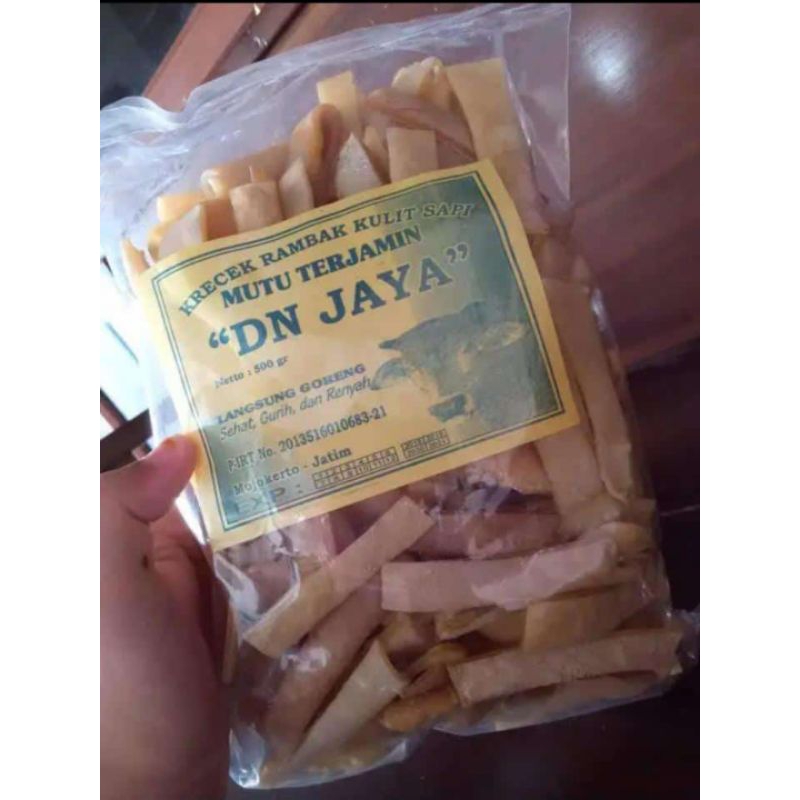 KRECEK RAMBAK KULIT SAPI
MUTU TERJAMIN
“DN JAYA”
Netto : 500 gr
LANGSUNG GORENG
Sehat, Gurih, dan Renyah
PJRT No. 2013516010683-21
Mojokerto - Jatim
EXP :